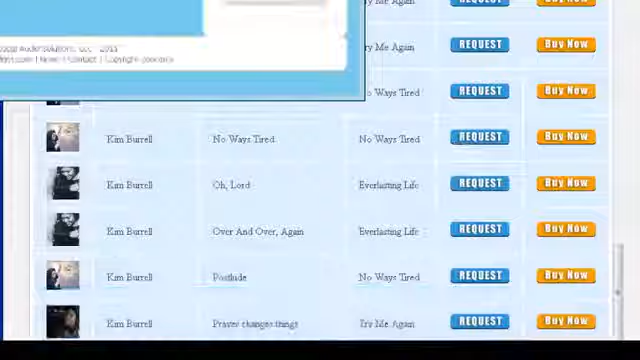 Try Me Again
Try Me Again REQUEST Buy Now
No Ways Tired REQUEST Buy Now
Kim Burrell No Ways Tired No Ways Tired REQUEST Buy Now
Kim Burrell Oh, Lord Everlasting Life REQUEST Buy Now
Kim Burrell Over And Over, Again Everlasting Life REQUEST Buy Now
Kim Burrell Postlude No Ways Tired REQUEST Buy Now
Kim Burrell Prayer changes things Try Me Again REQUEST Buy Now